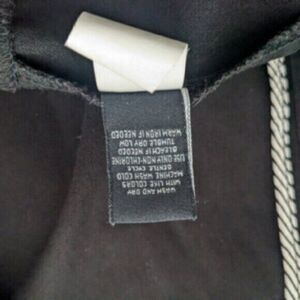 WASH AND DRY
WITH LIKE COLORS
MACHINE WASH COLD
GENTLE CYCLE
USE ONLY NON-CHLORINE
BLEACH IF NEEDED
TUMBLE DRY LOW
WARM IRON IF NEEDED